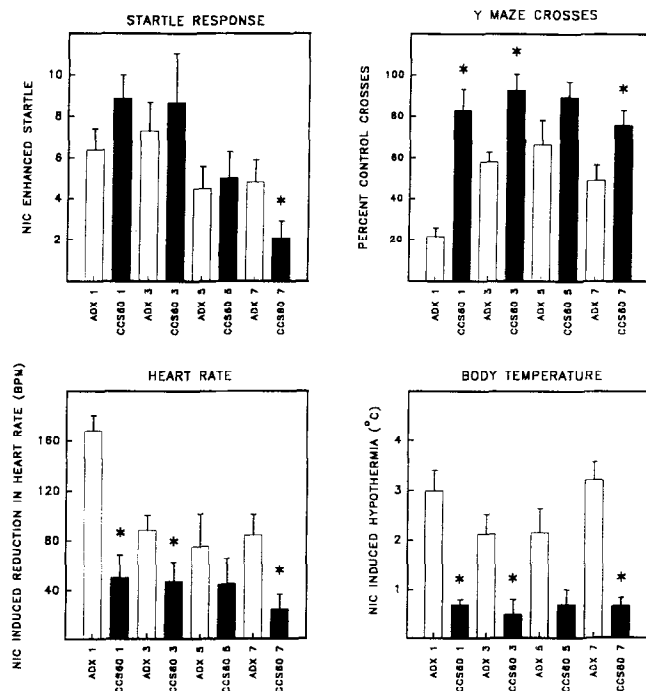 STARTLE RESPONSE
NIC ENHANCED STARTLE
10
8
6
4
2
*
ADX 1
CCS60 1
ADX 3
CCS60 3
ADX 5
CCS60 5
ADX 7
CCS60 7
Y MAZE CROSSES
PERCENT CONTROL CROSSES
100
80
60
40
20
*
*
*
ADX 1
CCS60 1
ADX 3
CCS60 3
ADX 5
CCS60 5
ADX 7
CCS60 7
HEART RATE
NIC INDUCED REDUCTION IN HEART RATE (BPM)
160
120
80
40
*
*
*
ADX 1
CCS60 1
ADX 3
CCS60 3
ADX 5
CCS60 5
ADX 7
CCS60 7
BODY TEMPERATURE
NIC INDUCED HYPOTHERMIA (°C)
4
3
2
1
*
*
*
ADX 1
CCS60 1
ADX 3
CCS60 3
ADX 5
CCS60 5
ADX 7
CCS60 7